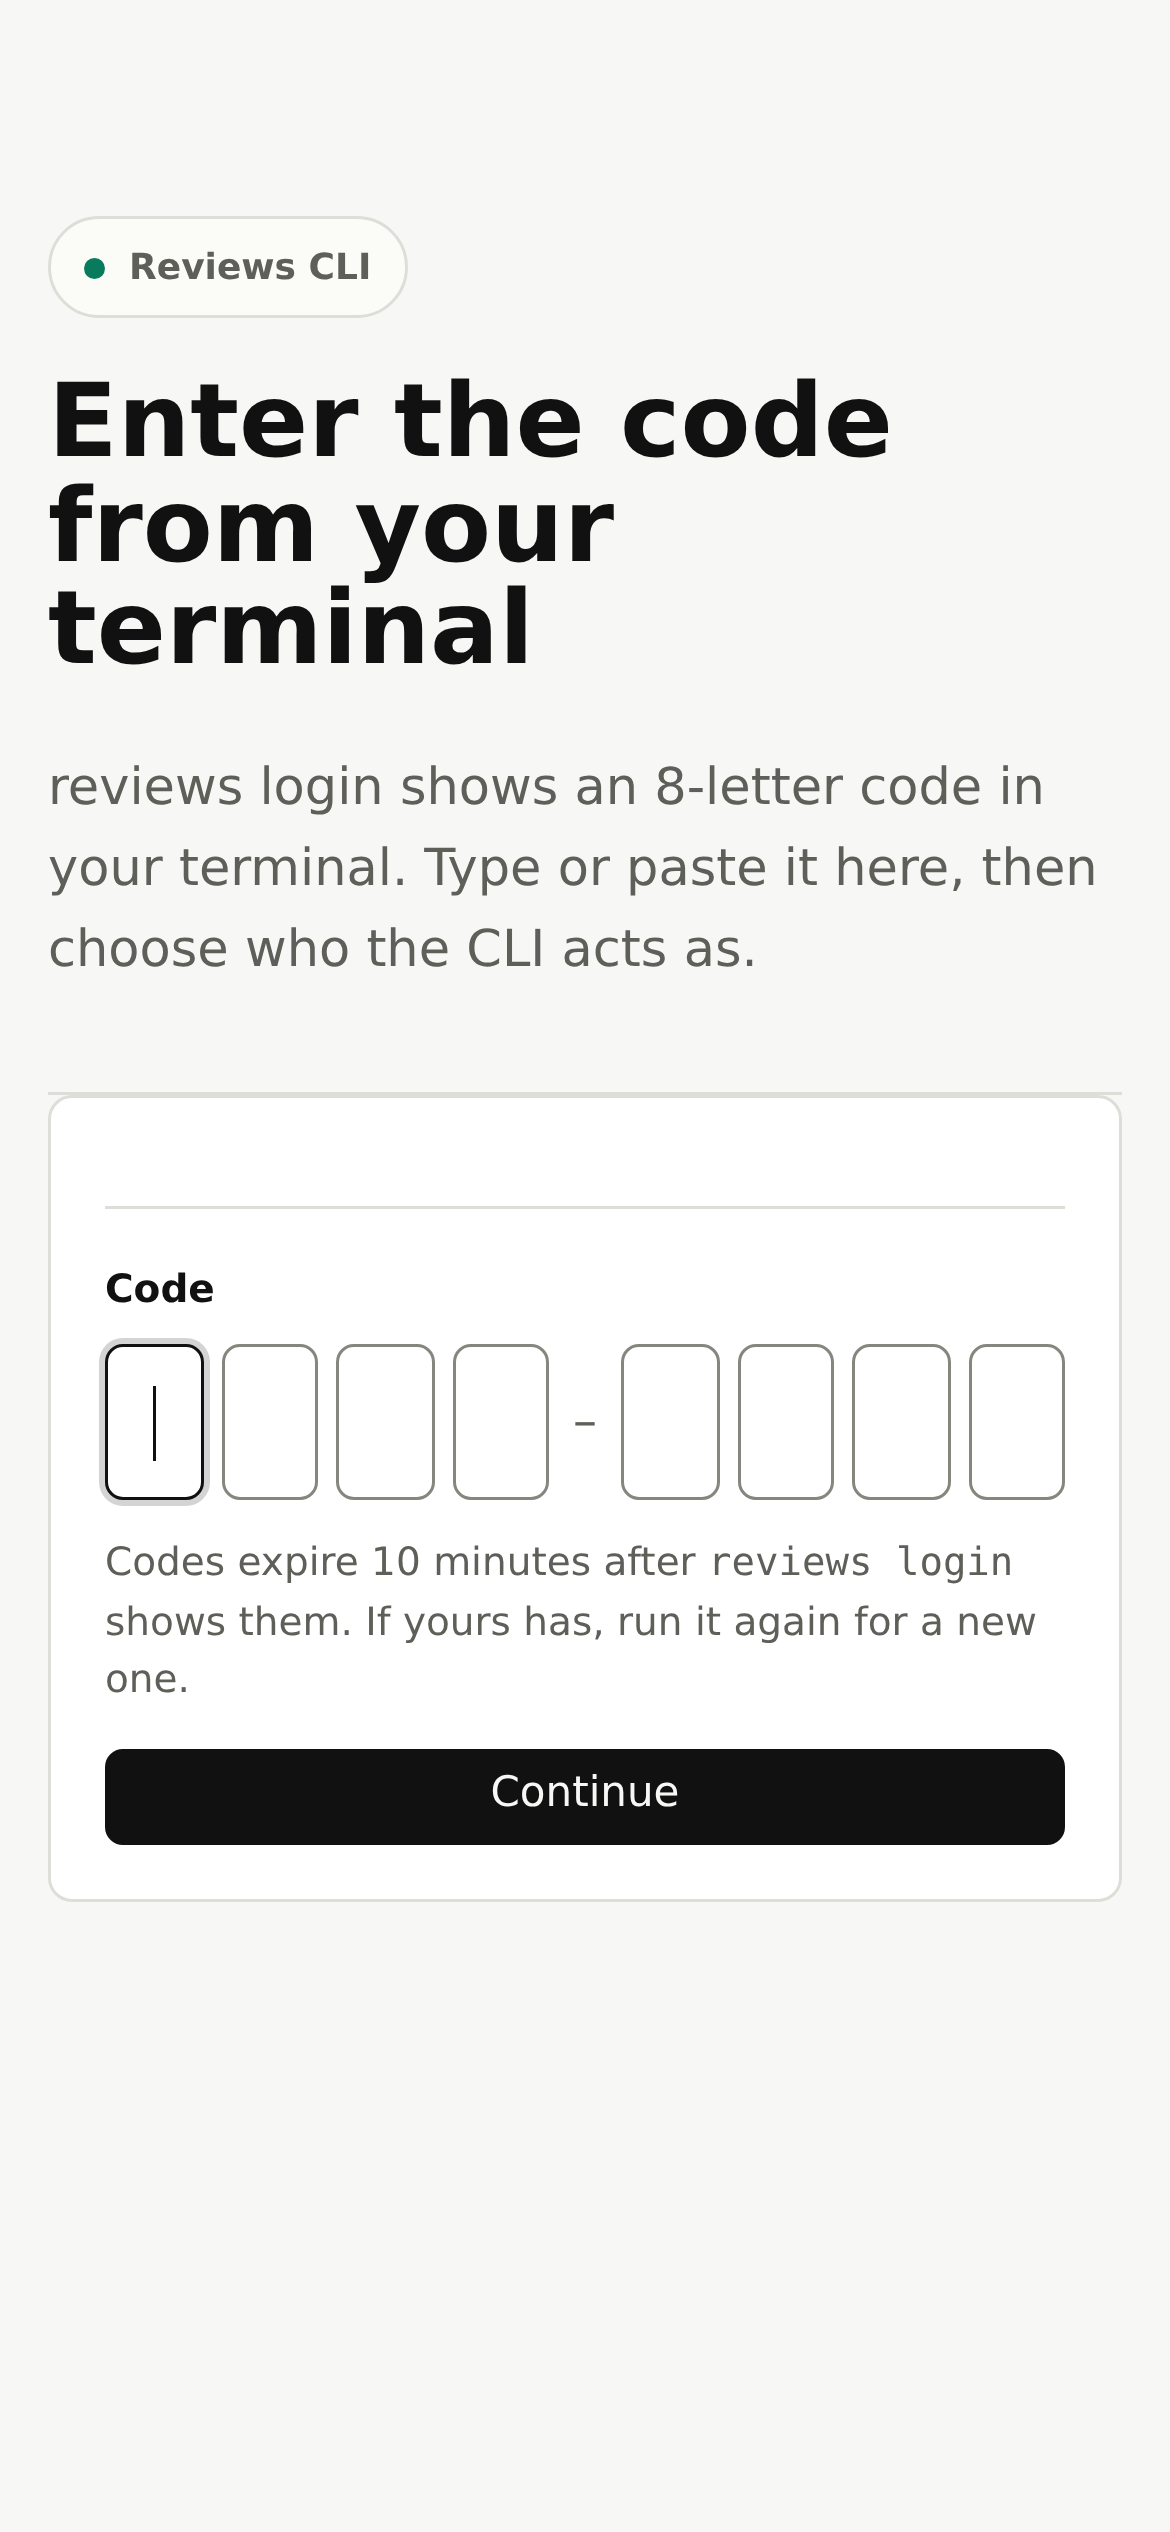 Reviews CLI
Enter the code
from your
terminal
reviews login shows an 8-letter code in
your terminal. Type or paste it here, then
choose who the CLI acts as.
Code
–
Codes expire 10 minutes after reviews login
shows them. If yours has, run it again for a new
one.
Continue